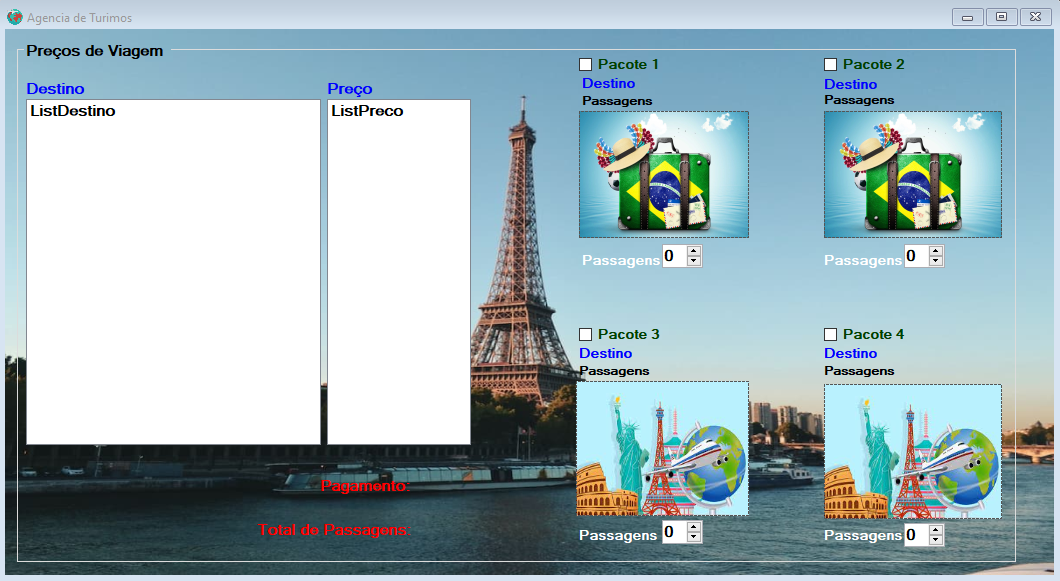 Agencia de Turimos
Preços de Viagem
Destino
Preço
ListDestino
ListPreco
Pagamento:
Total de Passagens:
Pacote 1
Destino
Passagens
Passagens 0
Pacote 2
Destino
Passagens
Passagens 0
Pacote 3
Destino
Passagens
Passagens 0
Pacote 4
Destino
Passagens
Passagens 0